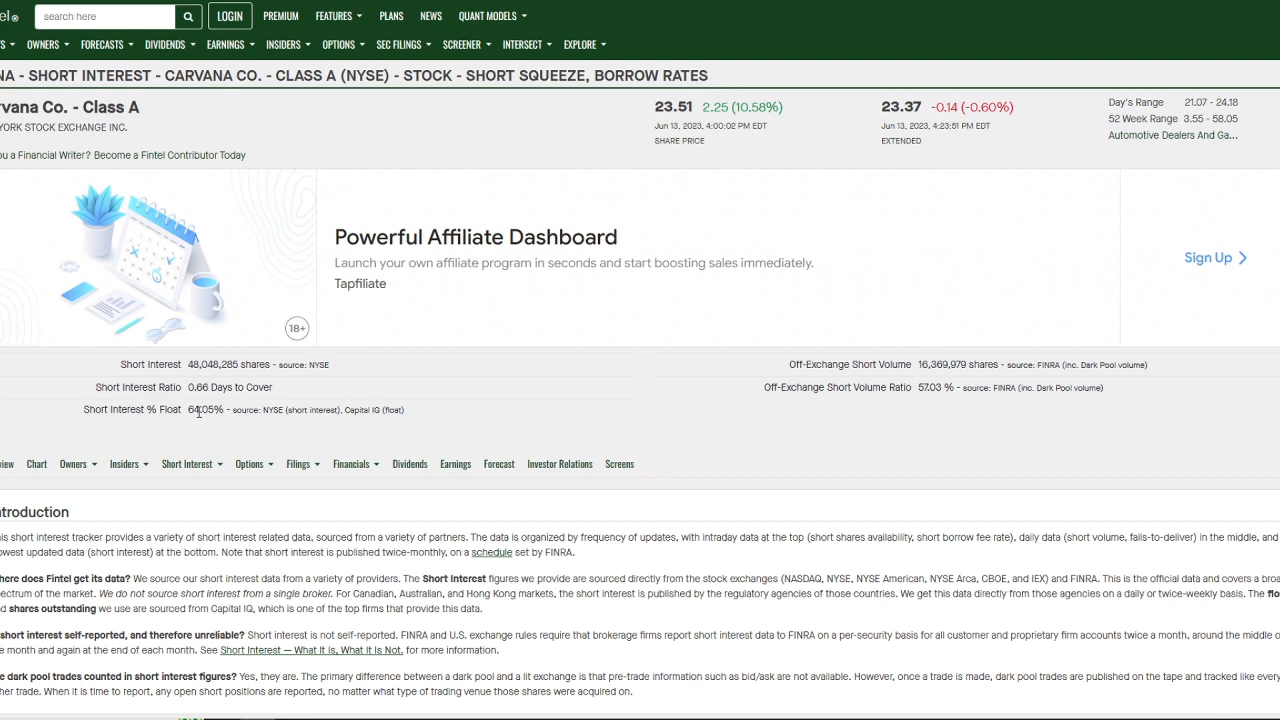 el®
search here
LOGIN
PREMIUM
FEATURES
PLANS
NEWS
QUANT MODELS
TS
OWNERS
FORECASTS
DIVIDENDS
EARNINGS
INSIDERS
OPTIONS
SEC FILINGS
SCREENER
INTERSECT
EXPLORE
NA - SHORT INTEREST - CARVANA CO. - CLASS A (NYSE) - STOCK - SHORT SQUEEZE, BORROW RATES
rvana Co. - Class A
YORK STOCK EXCHANGE INC.
ou a Financial Writer? Become a Fintel Contributor Today
23.51 2.25 (10.58%)
Jun 13, 2023, 4:00:02 PM EDT
SHARE PRICE
23.37 -0.14 (-0.60%)
Jun 13, 2023, 4:23:51 PM EDT
EXTENDED
Day's Range 21.07 - 24.18
52 Week Range 3.55 - 58.05
Automotive Dealers And Ga...
18+
Powerful Affiliate Dashboard
Launch your own affiliate program in seconds and start boosting sales immediately.
Tapfiliate
Sign Up
Short Interest 48,048,285 shares - source: NYSE
Short Interest Ratio 0.66 Days to Cover
Short Interest % Float 64.05% - source: NYSE (short interest), Capital IQ (float)
Off-Exchange Short Volume 16,369,979 shares - source: FINRA (inc. Dark Pool volume)
Off-Exchange Short Volume Ratio 57.03 % - source: FINRA (inc. Dark Pool volume)
view
Chart
Owners
Insiders
Short Interest
Options
Filings
Financials
Dividends
Earnings
Forecast
Investor Relations
Screens
ntroduction
is short interest tracker provides a variety of short interest related data, sourced from a variety of partners. The data is organized by frequency of updates, with intraday data at the top (short shares availability, short borrow fee rate), daily data (short volume, fails-to-deliver) in the middle, and
owest updated data (short interest) at the bottom. Note that short interest is published twice-monthly, on a schedule set by FINRA.
here does Fintel get its data? We source our short interest data from a variety of providers. The Short Interest figures we provide are sourced directly from the stock exchanges (NASDAQ, NYSE, NYSE American, NYSE Arca, CBOE, and IEX) and FINRA. This is the official data and covers a broa
ectrum of the market. We do not source short interest from a single broker. For Canadian, Australian, and Hong Kong markets, the short interest is published by the regulatory agencies of those countries. We get this data directly from those agencies on a daily or twice-weekly basis. The flo
d shares outstanding we use are sourced from Capital IQ, which is one of the top firms that provide this data.
short interest self-reported, and therefore unreliable? Short interest is not self-reported. FINRA and U.S. exchange rules require that brokerage firms report short interest data to FINRA on a per-security basis for all customer and proprietary firm accounts twice a month, around the middle o
e month and again at the end of each month. See Short Interest — What It Is, What It Is Not. for more information.
e dark pool trades counted in short interest figures? Yes, they are. The primary difference between a dark pool and a lit exchange is that pre-trade information such as bid/ask are not available. However, once a trade is made, dark pool trades are published on the tape and tracked like every
her trade. When it is time to report, any open short positions are reported, no matter what type of trading venue those shares were acquired on.